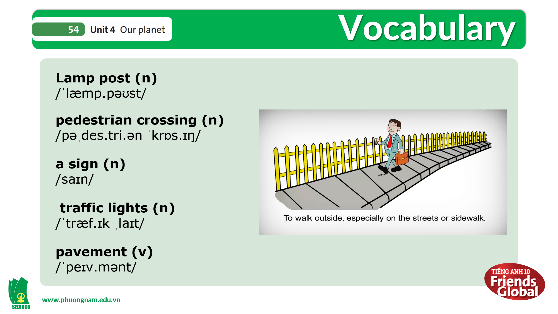 54 Unit 4 Our planet
Vocabulary
Lamp post (n)
/ˈlæmp.pəʊst/
pedestrian crossing (n)
/pəˌdes.tri.ən ˈkrɒs.ɪŋ/
a sign (n)
/saɪn/
traffic lights (n)
/ˈtræf.ɪk ˌlaɪt/
pavement (v)
/ˈpeɪv.mənt/
To walk outside, especially on the streets or sidewalk.
www.phuongnam.edu.vn
TIẾNG ANH 10
Friends
Global